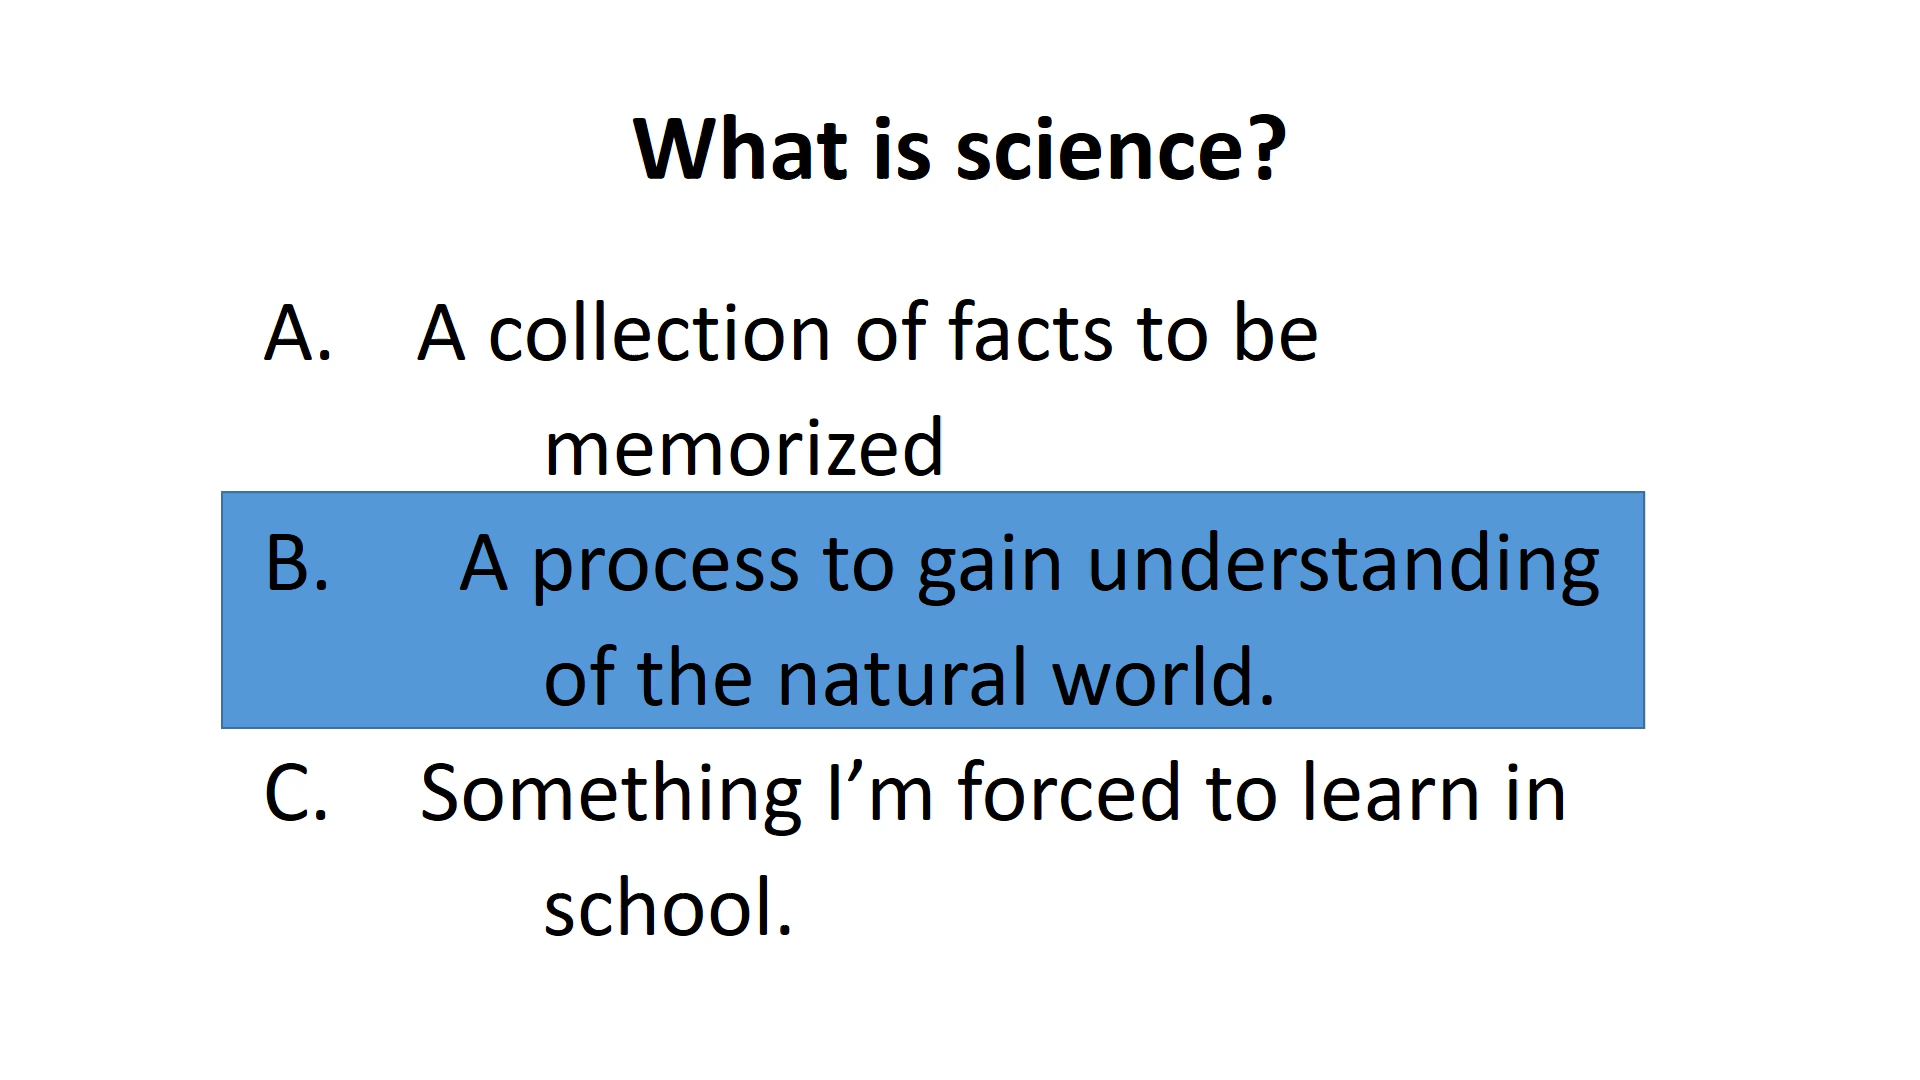 What is science?
A. A collection of facts to be
memorized
B. A process to gain understanding
of the natural world.
C. Something I’m forced to learn in
school.